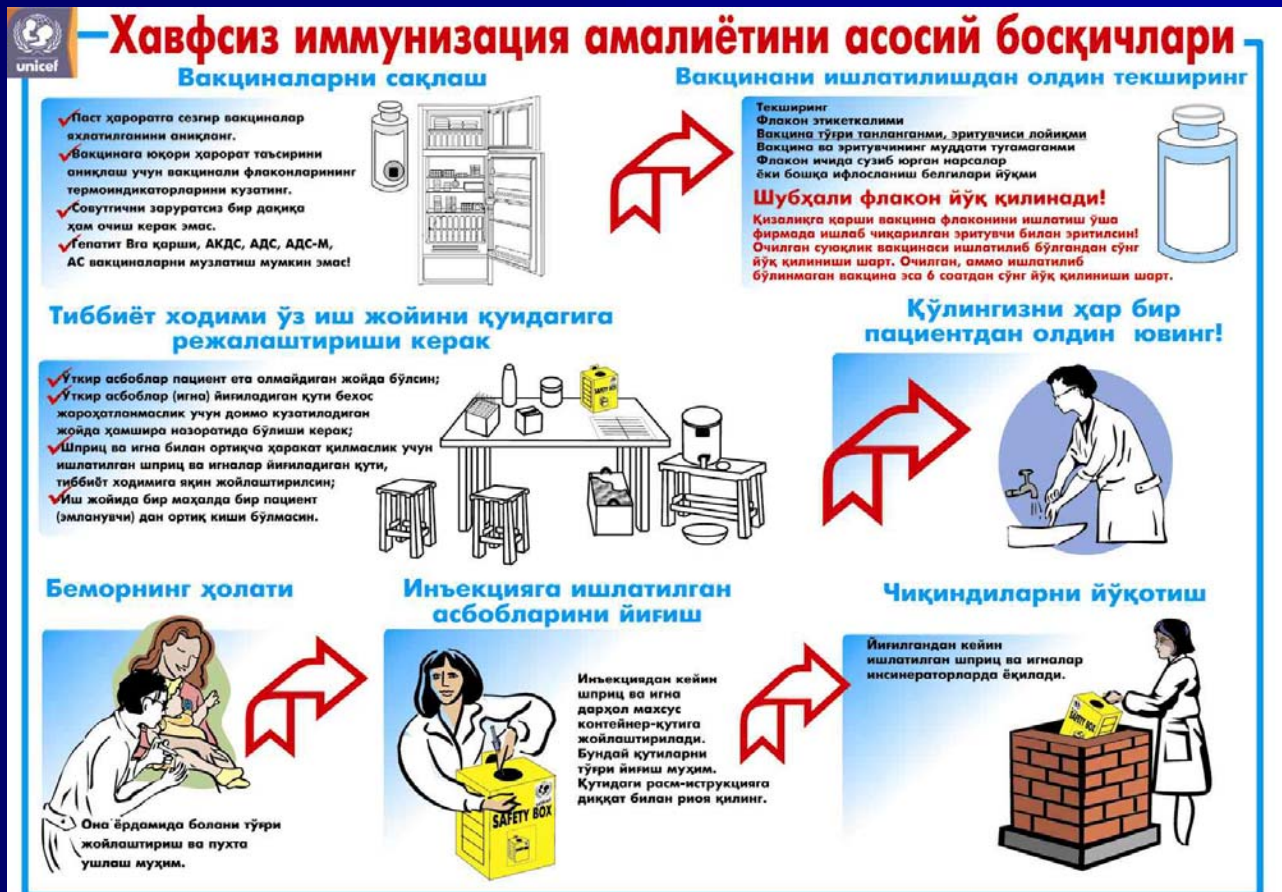 unicef
Хавфсиз иммунизация амалиётини асосий босқичлари
Вакциналарни сақлаш
Паст ҳароратга сезгир вакциналар
яхлатилганини аниқланг.
Вакцинага юқори ҳарорат таъсирини
аниқлаш учун вакцинали флаконларининг
термоиндикаторларини кузатинг.
Совутгични заруратсиз бир дақиқа
ҳам очиш керак эмас.
Гепатит Вга қарши, АКДС, АДС, АДС-М,
АС вакциналарни музлатиш мумкин эмас!
Вакцинани ишлатилишдан олдин текширинг
Текширинг
Флакон этикеткалими
Вакцина тўғри танланганми, эритувчиси лойиқми
Вакцина ва эритувчининг муддати тугамаганми
Флакон ичида сузиб юрган нарсалар
ёки бошқа ифлосланиш белгилари йўқми
Шубҳали флакон йўқ қилинади!
Қизалиқга қарши вакцина флаконини ишлатиш ўша
фирмада ишлаб чиқарилган эритувчи билан эритилсин!
Очилган суюқлик вакцинаси ишлатилиб бўлгандан сўнг
йўқ қилиниши шарт. Очилган, аммо ишлатилиб
бўлинмаган вакцина эса 6 соатдан сўнг йўқ қилиниши шарт.
Тиббиёт ходими ўз иш жойини қуидагига
режалаштириши керак
Ўткир асбоблар пациент ета олмайдиган жойда бўлсин;
Ўткир асбоблар (игна) йиғиладиган қути бехос
жароҳатланмаслик учун доимо кузатиладиган
жойда ҳамшира назоратида бўлиши керак;
Шприц ва игна билан ортиқча ҳаракат қилмаслик учун
ишлатилган шприц ва игналар йиғиладиган қути,
тиббиёт ходимига яқин жойлаштирилсин;
Иш жойида бир маҳалда бир пациент
(эмланувчи) дан ортиқ киши бўлмасин.
SAFETY BOX
Қўлингизни ҳар бир
пациентдан олдин ювинг!
Беморнинг ҳолати
Она ёрдамида болани тўғри
жойлаштириш ва пухта
ушлаш муҳим.
Инъекцияга ишлатилган
асбобларини йиғиш
Инъекциядан кейин
шприц ва игна
дарҳол махсус
контейнер-қутига
жойлаштирилади.
Бундай қутиларни
тўғри йиғиш муҳим.
Қутидаги расм-иструкцияга
диққат билан риоя қилинг.
SAFETY BOX
Чиқиндиларни йўқотиш
Йиғилгандан кейин
ишлатилган шприц ва игналар
инсинераторларда ёқилади.
SAFETY BOX